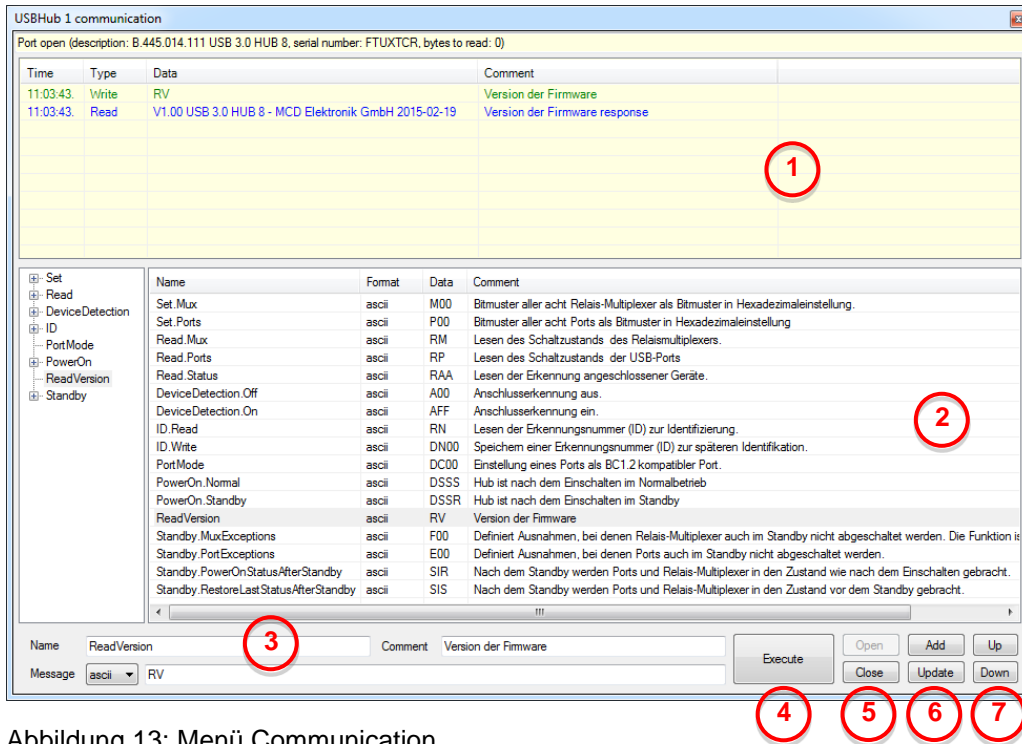 USBHub 1 communication
Port open (description: B.445.014.111 USB 3.0 HUB 8, serial number: FTUXTCR, bytes to read: 0)
Time Type Data Comment
11:03:43. Write RV Version der Firmware
11:03:43. Read V1.00 USB 3.0 HUB 8 - MCD Elektronik GmbH 2015-02-19 Version der Firmware response
1
Set
Read
DeviceDetection
ID
PortMode
PowerOn
ReadVersion
Standby
Name Format Data Comment
Set.Mux ascii M00 Bitmuster aller acht Relais-Multiplexer als Bitmuster in Hexadezimaleinstellung.
Set.Ports ascii P00 Bitmuster aller acht Ports als Bitmuster in Hexadezimaleinstellung
Read.Mux ascii RM Lesen des Schaltzustands des Relaismultiplexers.
Read.Ports ascii RP Lesen des Schaltzustands der USB-Ports
Read.Status ascii RAA Lesen der Erkennung angeschlossener Geräte.
DeviceDetection.Off ascii A00 Anschlusserkennung aus.
DeviceDetection.On ascii AFF Anschlusserkennung ein.
ID.Read ascii RN Lesen der Erkennungsnummer (ID) zur Identifizierung.
ID.Write ascii DN00 Speichern einer Erkennungsnummer (ID) zur späteren Identifikation.
PortMode ascii DC00 Einstellung eines Ports als BC1.2 kompatibler Port.
PowerOn.Normal ascii DSSS Hub ist nach dem Einschalten im Normalbetrieb
PowerOn.Standby ascii DSSR Hub ist nach dem Einschalten im Standby
ReadVersion ascii RV Version der Firmware
Standby.MuxExceptions ascii F00 Definiert Ausnahmen, bei denen Relais-Multiplexer auch im Standby nicht abgeschaltet werden. Die Funktion is
Standby.PortExceptions ascii E00 Definiert Ausnahmen, bei denen Ports auch im Standby nicht abgeschaltet werden.
Standby.PowerOnStatusAfterStandby ascii SIR Nach dem Standby werden Ports und Relais-Multiplexer in den Zustand wie nach dem Einschalten gebracht.
Standby.RestoreLastStatusAfterStandby ascii SIS Nach dem Standby werden Ports und Relais-Multiplexer in den Zustand vor dem Standby gebracht.
2
Name ReadVersion 3 Comment Version der Firmware
Message ascii RV
Execute Open Add Up
Close Update Down
4 5 6 7
Abbildung 13: Menü Communication